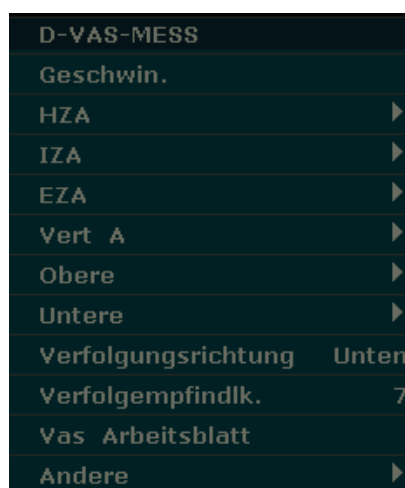 D-VAS-MESS
Geschwin.
HZA
IZA
EZA
Vert A
Obere
Untere
Verfolgungsrichtung Unten
Verfolgempfindlk. 7
Vas Arbeitsblatt
Andere